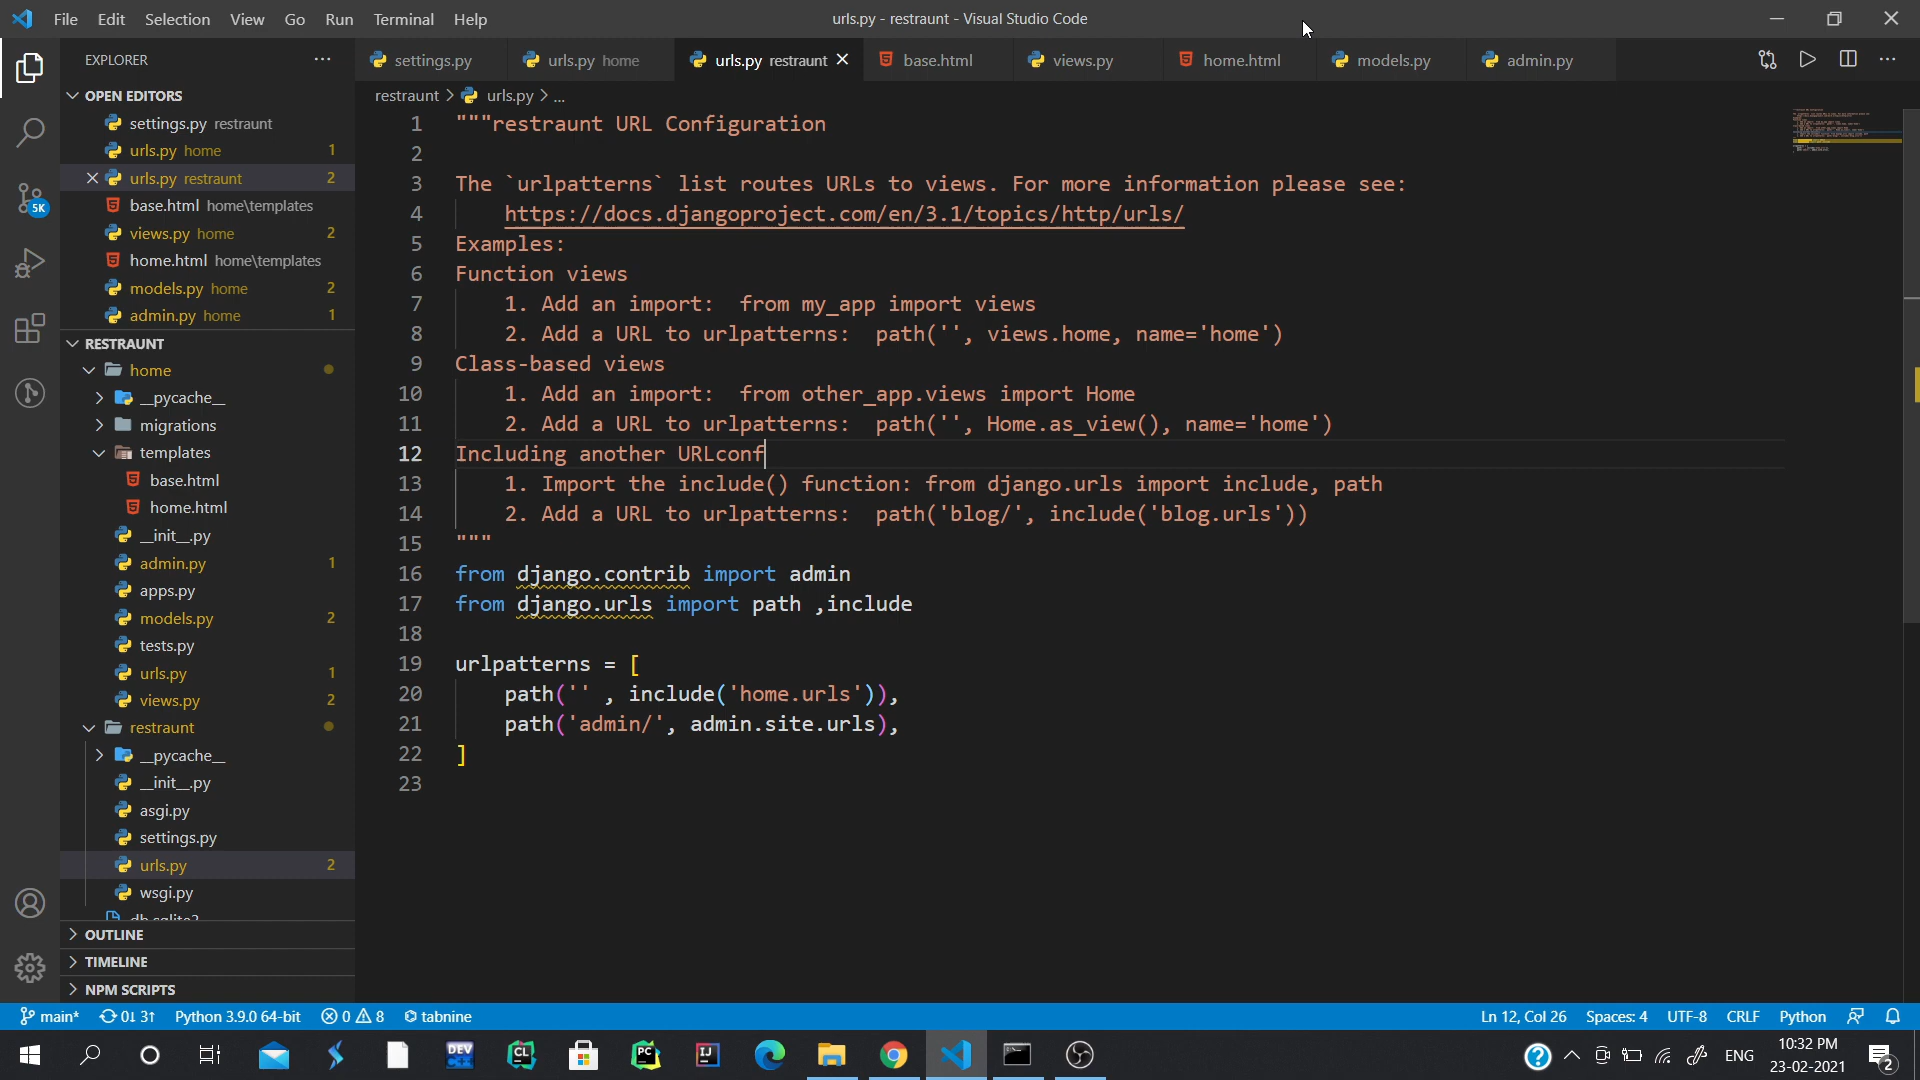 File Edit Selection View Go Run Terminal Help
urls.py - restraunt - Visual Studio Code
EXPLORER
settings.py
urls.py home
urls.py restraunt
base.html
views.py
home.html
models.py
admin.py
OPEN EDITORS
settings.py restraunt
urls.py home 1
urls.py restraunt 2
base.html home\templates
views.py home 2
home.html home\templates
models.py home 2
admin.py home 1
RESTRAUNT
home
__pycache__
migrations
templates
base.html
home.html
__init__.py
admin.py 1
apps.py
models.py 2
tests.py
urls.py 1
views.py 2
restraunt
__pycache__
__init__.py
asgi.py
settings.py
urls.py 2
wsgi.py
OUTLINE
TIMELINE
NPM SCRIPTS
5K
restraunt > urls.py > ...
1 """restraunt URL Configuration
2
3 The `urlpatterns` list routes URLs to views. For more information please see:
4 https://docs.djangoproject.com/en/3.1/topics/http/urls/
5 Examples:
6 Function views
7 1. Add an import:  from my_app import views
8 2. Add a URL to urlpatterns:  path('', views.home, name='home')
9 Class-based views
10 1. Add an import:  from other_app.views import Home
11 2. Add a URL to urlpatterns:  path('', Home.as_view(), name='home')
12 Including another URLconf
13 1. Import the include() function: from django.urls import include, path
14 2. Add a URL to urlpatterns:  path('blog/', include('blog.urls'))
15 """
16 from django.contrib import admin
17 from django.urls import path ,include
18
19 urlpatterns = [
20 path('' , include('home.urls')),
21 path('admin/', admin.site.urls),
22 ]
23
main* 0↓ 3↑ Python 3.9.0 64-bit 0 8 tabnine
Ln 12, Col 26 Spaces: 4 UTF-8 CRLF Python
DEV C++ CL PC IJ
ENG
10:32 PM
23-02-2021
2